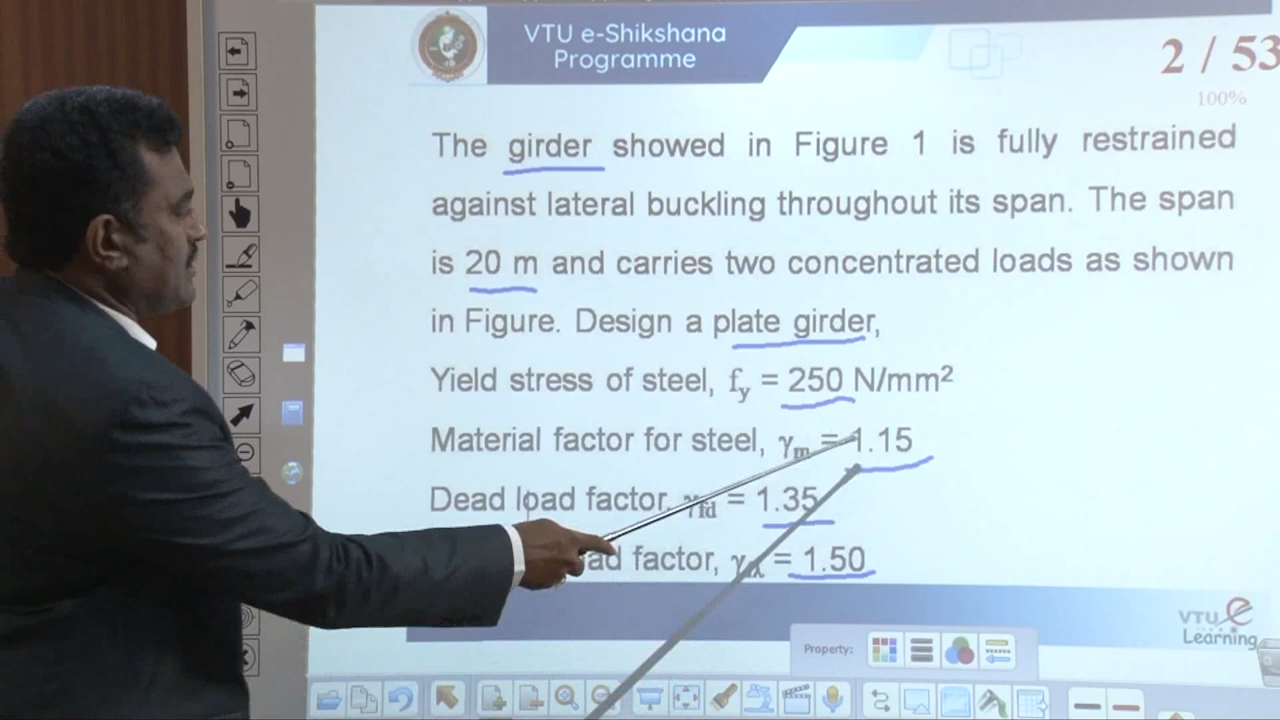 VTU e-Shikshana
Programme
2 / 53
100%
The girder showed in Figure 1 is fully restrained
against lateral buckling throughout its span. The span
is 20 m and carries two concentrated loads as shown
in Figure. Design a plate girder,
Yield stress of steel, fy = 250 N/mm²
Material factor for steel, γm = 1.15
Dead load factor, γfd = 1.35
factor, = 1.50
VTU e
Learning
Property: